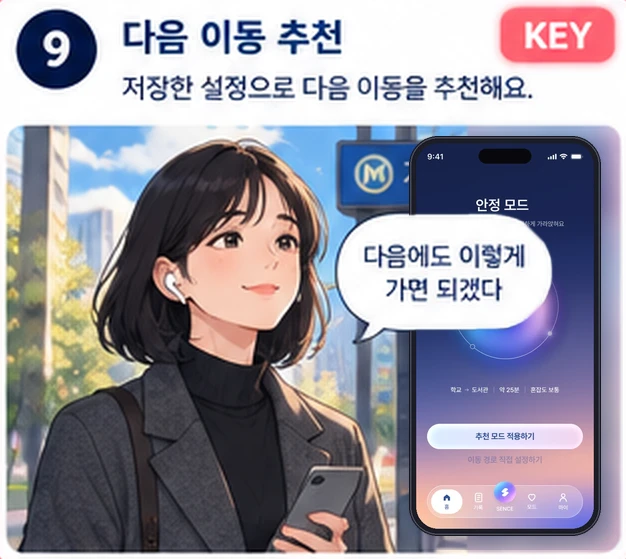 9
다음 이동 추천
KEY
저장한 설정으로 다음 이동을 추천해요.
M
9:41
안정 모드
다음에도 이렇게
가면 되겠다
학교 → 도서관 | 약 25분 | 혼잡도 보통
추천 모드 적용하기
이동 경로 직접 설정하기
홈
기록
SENCE